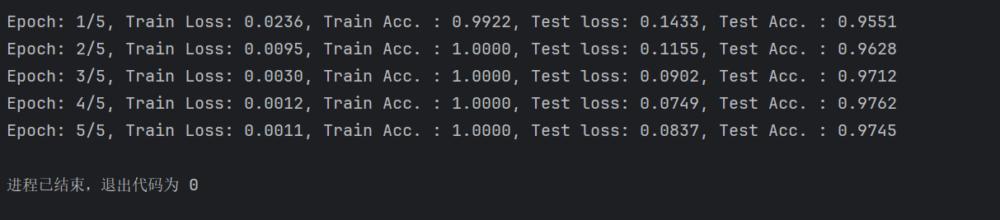 Epoch: 1/5, Train Loss: 0.0236, Train Acc. : 0.9922, Test loss: 0.1433, Test Acc. : 0.9551
Epoch: 2/5, Train Loss: 0.0095, Train Acc. : 1.0000, Test loss: 0.1155, Test Acc. : 0.9628
Epoch: 3/5, Train Loss: 0.0030, Train Acc. : 1.0000, Test loss: 0.0902, Test Acc. : 0.9712
Epoch: 4/5, Train Loss: 0.0012, Train Acc. : 1.0000, Test loss: 0.0749, Test Acc. : 0.9762
Epoch: 5/5, Train Loss: 0.0011, Train Acc. : 1.0000, Test loss: 0.0837, Test Acc. : 0.9745
进程已结束，退出代码为 0